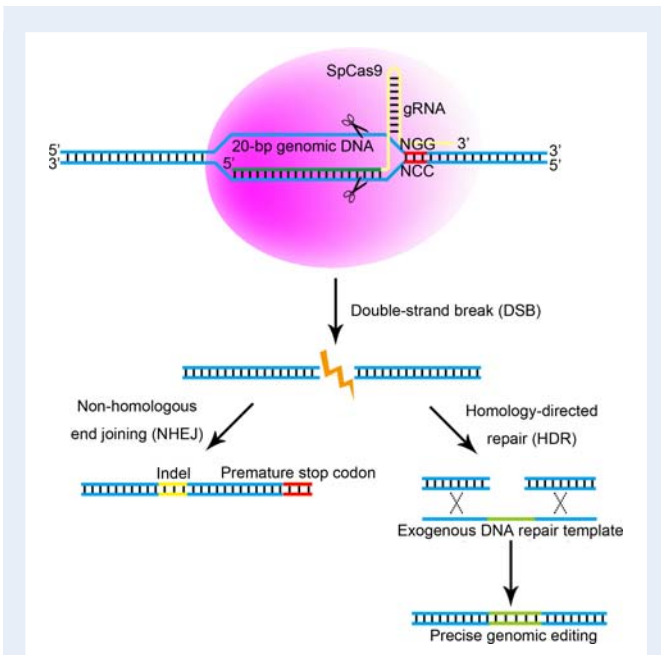 SpCas9
gRNA
20-bp genomic DNA
NGG
3’
5’
3’
5’
3’
5’
NCC
Double-strand break (DSB)
Non-homologous
end joining (NHEJ)
Homology-directed
repair (HDR)
Indel
Premature stop codon
Exogenous DNA repair template
Precise genomic editing